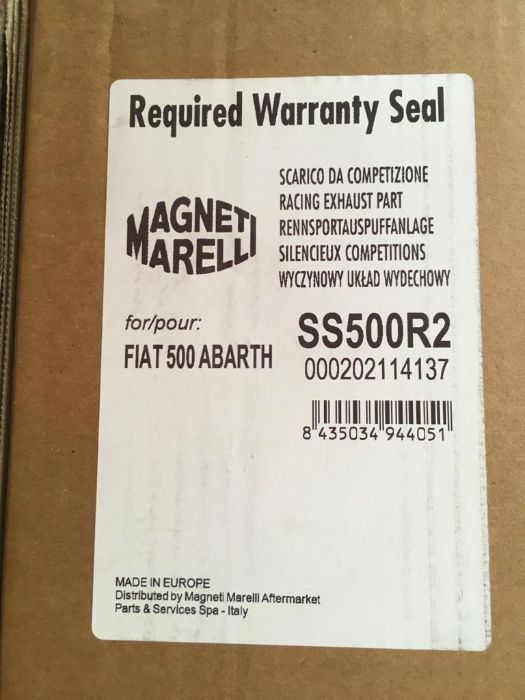 Required Warranty Seal
MAGNETI
MARELLI
SCARICO DA COMPETIZIONE
RACING EXHAUST PART
RENNSPORTAUSPUFFANLAGE
SILENCIEUX COMPETITIONS
WYCZYNOWY UKŁAD WYDECHOWY
for/pour:
FIAT 500 ABARTH
SS500R2
000202114137
8 435034 944051
MADE IN EUROPE
Distributed by Magneti Marelli Aftermarket
Parts & Services Spa - Italy